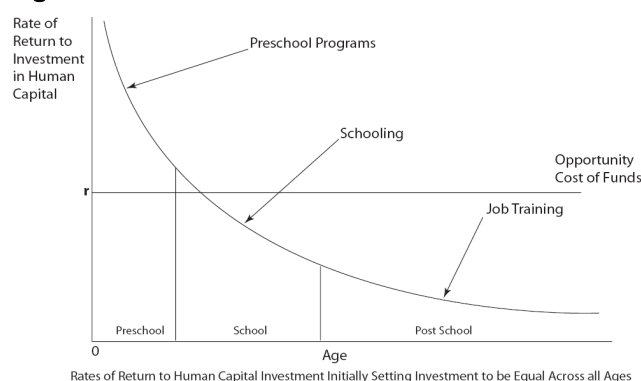 Rate of
Return to
Investment
in Human
Capital
Preschool Programs
Schooling
Opportunity
Cost of Funds
r
Job Training
Preschool
School
Post School
0
Age
Rates of Return to Human Capital Investment Initially Setting Investment to be Equal Across all Ages